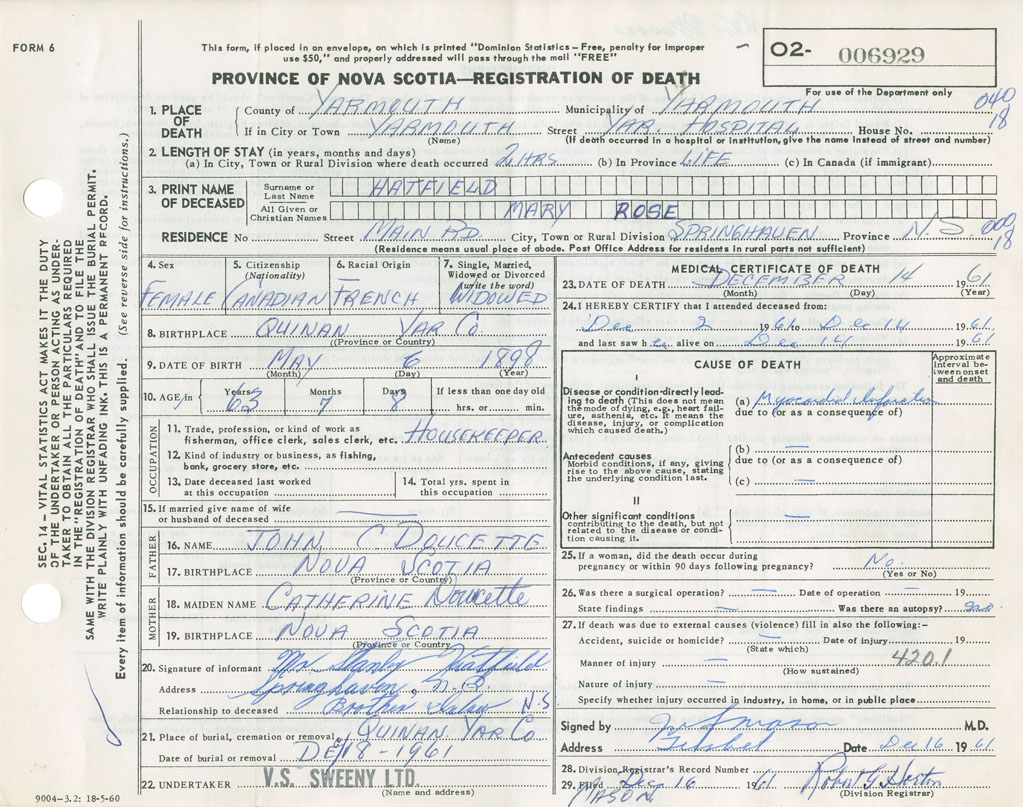 FORM 6
This form, if placed in an envelope, on which is printed "Dominion Statistics – Free, penalty for improper
use $50," and properly addressed will pass through the mail "FREE"
O2- 006929
For use of the Department only
PROVINCE OF NOVA SCOTIA—REGISTRATION OF DEATH
040
18
1. PLACE OF DEATH
County of YARMOUTH Municipality of YARMOUTH
If in City or Town YARMOUTH Street YAR. HOSPITAL House No.
(Name) (If death occurred in a hospital or institution, give the name instead of street and number)
2. LENGTH OF STAY (in years, months and days)
(a) In City, Town or Rural Division where death occurred 2 HRS (b) In Province LIFE (c) In Canada (if immigrant)
3. PRINT NAME OF DECEASED
Surname or Last Name HATFIELD
All Given or Christian Names MARY ROSE
RESIDENCE No Street MAIN RD. City, Town or Rural Division SPRINGHAVEN Province N.S. 000
18
(Residence means usual place of abode. Post Office Address for residents in rural parts not sufficient)
4. Sex FEMALE
5. Citizenship (Nationality) CANADIAN
6. Racial Origin FRENCH
7. Single, Married, Widowed or Divorced (write the word) WIDOWED
8. BIRTHPLACE QUINAN YAR CO.
(Province or Country)
9. DATE OF BIRTH MAY 6 1898
(Month) (Day) (Year)
10. AGE in Years 63 Months 7 Days 8 If less than one day old hrs. or min.
OCCUPATION
11. Trade, profession, or kind of work as
fisherman, office clerk, sales clerk, etc. HOUSEKEEPER
12. Kind of industry or business, as fishing,
bank, grocery store, etc. —
13. Date deceased last worked at this occupation
14. Total yrs. spent in this occupation
15. If married give name of wife
or husband of deceased —
FATHER
16. NAME JOHN C DOUCETTE
17. BIRTHPLACE NOVA SCOTIA
(Province or Country)
MOTHER
18. MAIDEN NAME CATHERINE Doucette
19. BIRTHPLACE NOVA SCOTIA
(Province or Country)
20. Signature of informant Mr Stanley Hatfield
Address Springhaven, N.S.
Relationship to deceased Brother in law N.S
21. Place of burial, cremation or removal QUINAN YAR CO
Date of burial or removal DE 18-1961
22. UNDERTAKER V.S. SWEENY LTD.
(Name and address)
9004–3.2: 18-5-60
MEDICAL CERTIFICATE OF DEATH
23. DATE OF DEATH DECEMBER 14 1961
(Month) (Day) (Year)
24. I HEREBY CERTIFY that I attended deceased from:
Dec 2 1961 to Dec 14 1961
and last saw h er alive on Dec 14 1961
CAUSE OF DEATH
Approximate interval between onset and death
I
Disease or condition directly leading to death (This does not mean the mode of dying, e.g., heart failure, asthenia, etc. It means the disease, injury, or complication which caused death.)
(a) Myocardial Infarction
due to (or as a consequence of)
Antecedent causes
Morbid conditions, if any, giving rise to the above cause, stating the underlying condition last.
(b) —
due to (or as a consequence of)
(c) —
II
Other significant conditions
contributing to the death, but not related to the disease or condition causing it.
—
25. If a woman, did the death occur during
pregnancy or within 90 days following pregnancy? No.
(Yes or No)
26. Was there a surgical operation? — Date of operation — 19
State findings — Was there an autopsy?
27. If death was due to external causes (violence) fill in also the following:–
Accident, suicide or homicide? — Date of injury 19
(State which)
420.1
Manner of injury —
(How sustained)
Nature of injury —
Specify whether injury occurred in industry, in home, or in public place
Signed by M.D.
Address Date Dec 16 1961
28. Division Registrar's Record Number
29. Filed Dec 16 1961 Robert G. Horton
MASON. (Division Registrar)
SEC. 14 – VITAL STATISTICS ACT MAKES IT THE DUTY
OF THE UNDERTAKER OR PERSON ACTING AS UNDER-
TAKER TO OBTAIN ALL THE PARTICULARS REQUIRED
IN THE "REGISTRATION OF DEATH" AND TO FILE THE
SAME WITH THE DIVISION REGISTRAR WHO SHALL ISSUE THE BURIAL PERMIT.
WRITE PLAINLY WITH UNFADING INK. THIS IS A PERMANENT RECORD.
Every item of information should be carefully supplied. (See reverse side for instructions.)